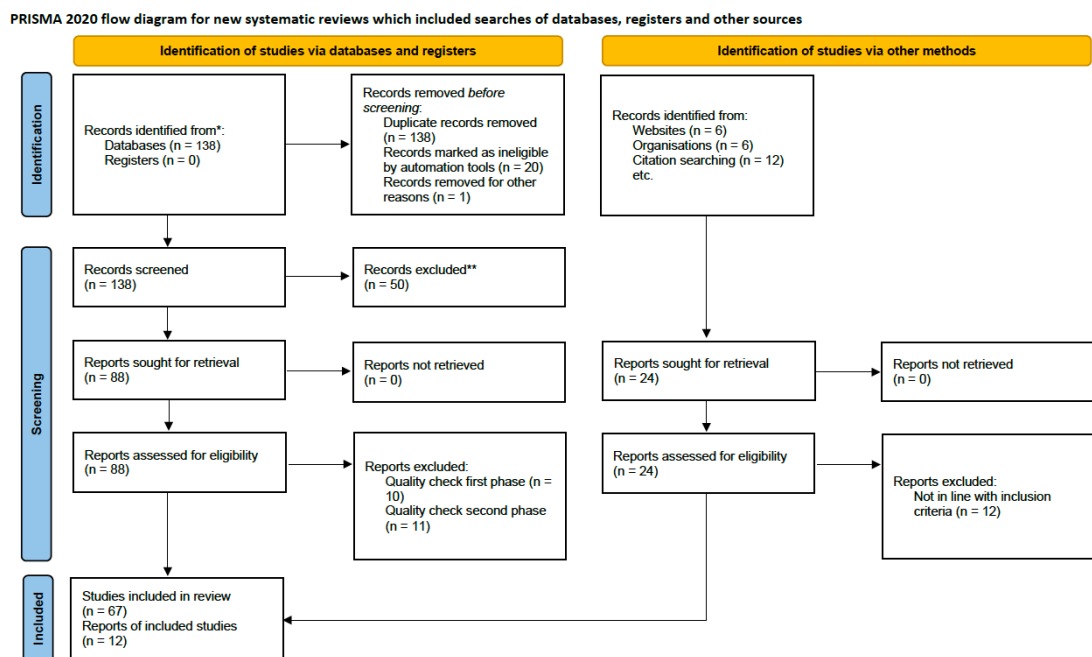 PRISMA 2020 flow diagram for new systematic reviews which included searches of databases, registers and other sources
Identification of studies via databases and registers
Identification of studies via other methods
Identification
Records identified from*:
Databases (n = 138)
Registers (n = 0)
Records removed before
screening:
Duplicate records removed
(n = 138)
Records marked as ineligible
by automation tools (n = 20)
Records removed for other
reasons (n = 1)
Records identified from:
Websites (n = 6)
Organisations (n = 6)
Citation searching (n = 12)
etc.
Screening
Records screened
(n = 138)
Records excluded**
(n = 50)
Reports sought for retrieval
(n = 88)
Reports not retrieved
(n = 0)
Reports sought for retrieval
(n = 24)
Reports not retrieved
(n = 0)
Reports assessed for eligibility
(n = 88)
Reports excluded:
Quality check first phase (n =
10)
Quality check second phase
(n = 11)
Reports assessed for eligibility
(n = 24)
Reports excluded:
Not in line with inclusion
criteria (n = 12)
Included
Studies included in review
(n = 67)
Reports of included studies
(n = 12)